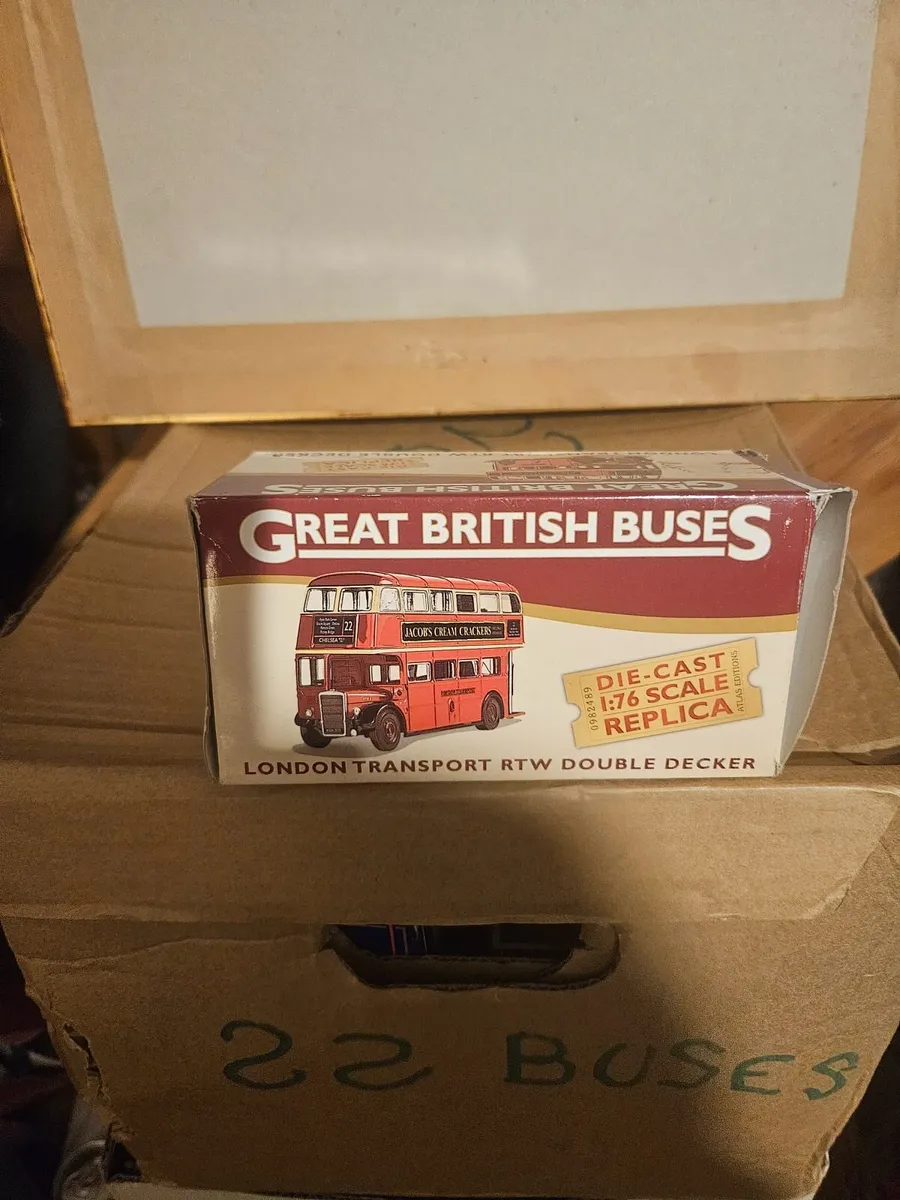 GREAT BRITISH BUSES
22
CHELSEA
JACOB'S CREAM CRACKERS
0982489
DIE-CAST
1:76 SCALE
REPLICA
ATLAS EDITIONS
LONDON TRANSPORT RTW DOUBLE DECKER
22 BUSES